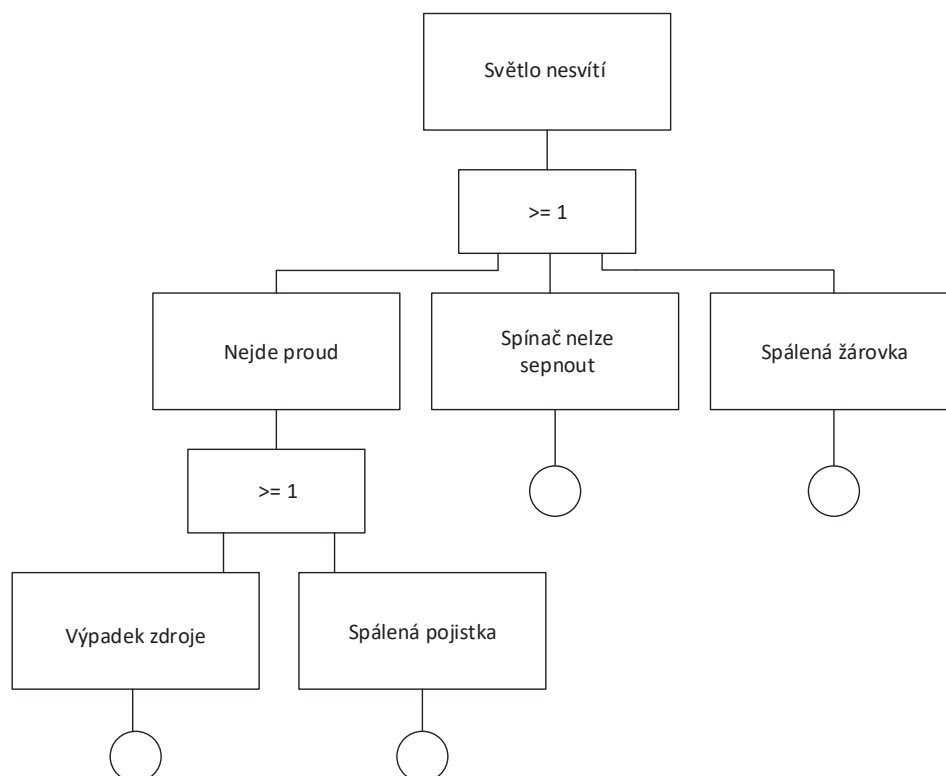 Světlo nesvítí
>= 1
Nejde proud
Spínač nelze
sepnout
Spálená žárovka
>= 1
Výpadek zdroje
Spálená pojistka